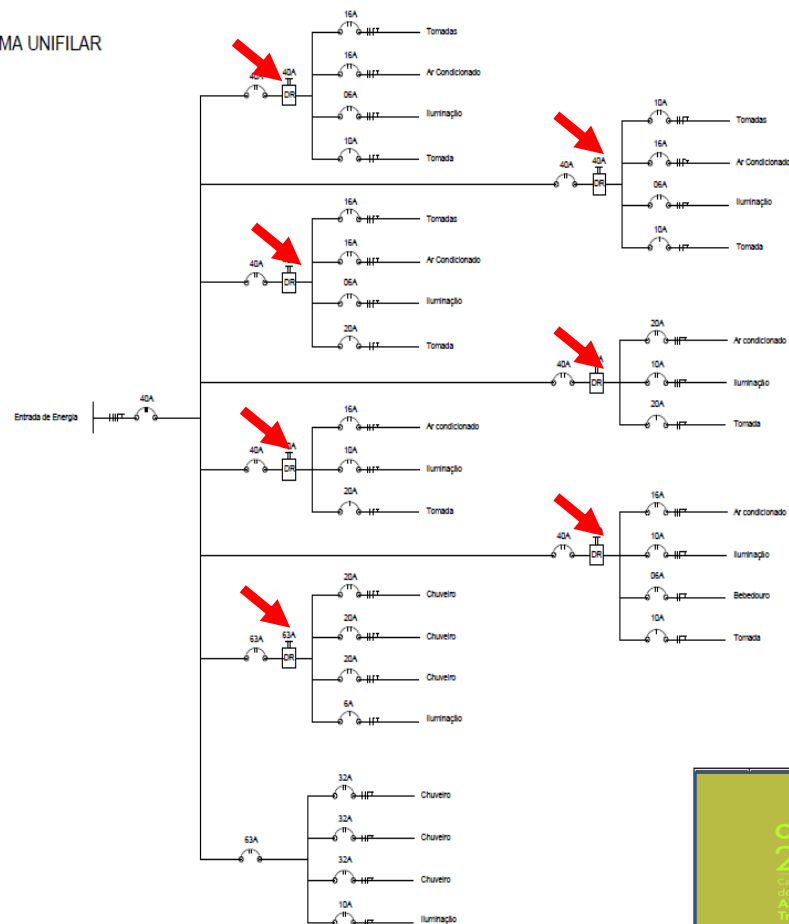 MA UNIFILAR
16A
Tomadas
16A
Ar Condicionado
40A
40A
DR
06A
Iluminação
10A
Tomada
10A
Tomadas
16A
Ar Condicionado
40A
40A
DR
06A
Iluminação
10A
Tomada
16A
Tomadas
16A
Ar Condicionado
40A
DR
06A
Iluminação
20A
Tomada
20A
Ar condicionado
40A
DR
10A
Iluminação
20A
Tomada
Entrada de Energia
40A
16A
Ar condicionado
40A
DR
10A
Iluminação
20A
Tomada
16A
Ar condicionado
40A
DR
10A
Iluminação
06A
Bebedouro
10A
Tomada
20A
Chuveiro
20A
Chuveiro
63A
63A
DR
20A
Chuveiro
6A
Iluminação
32A
Chuveiro
32A
Chuveiro
63A
32A
Chuveiro
10A
Iluminação